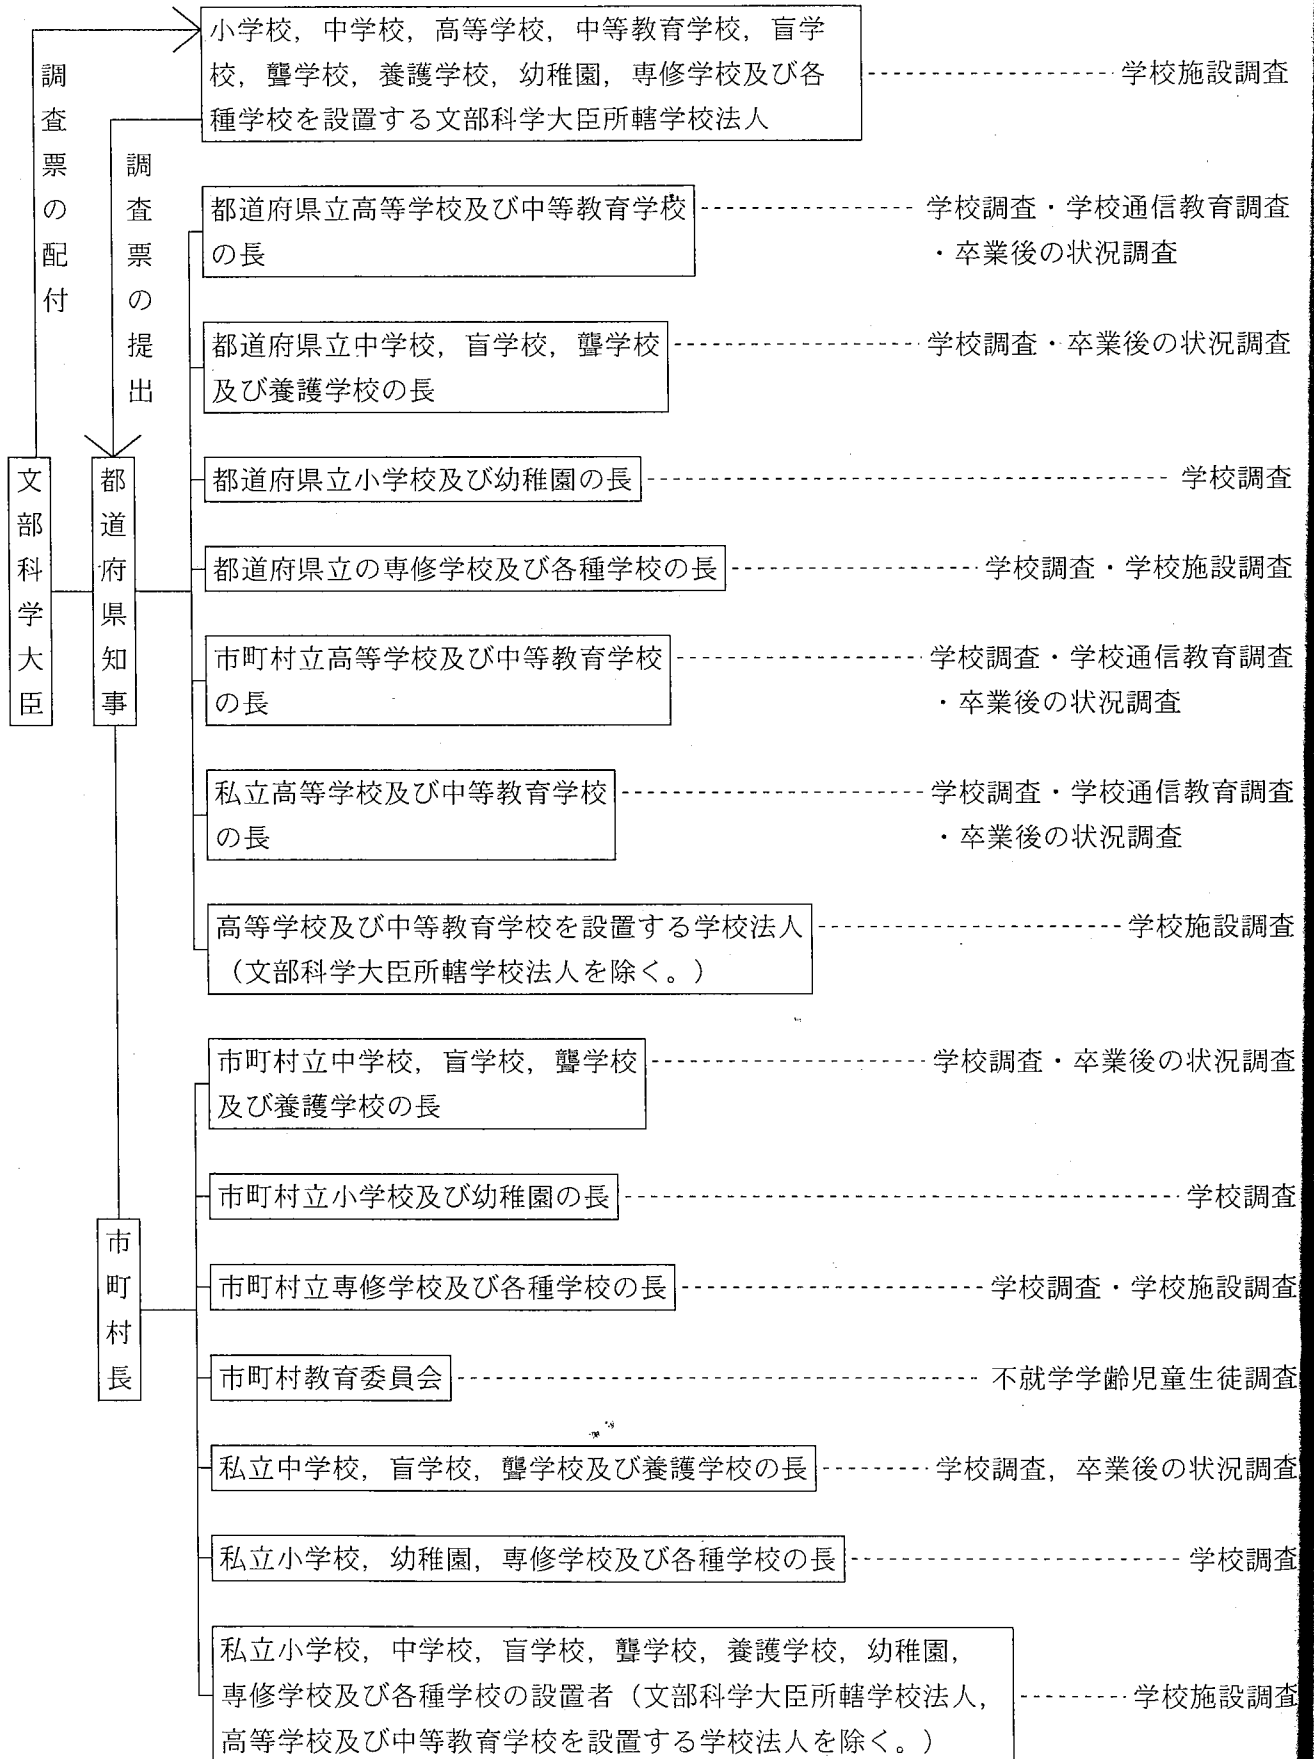 小学校，中学校，高等学校，中等教育学校，盲学
校，聾学校，養護学校，幼稚園，専修学校及び各
種学校を設置する文部科学大臣所轄学校法人
学校施設調査
調査票の配付
調査票の提出
都道府県立高等学校及び中等教育学校
の長
学校調査・学校通信教育調査
・卒業後の状況調査
都道府県立中学校，盲学校，聾学校
及び養護学校の長
学校調査・卒業後の状況調査
文部科学大臣
都道府県知事
都道府県立小学校及び幼稚園の長
学校調査
都道府県立の専修学校及び各種学校の長
学校調査・学校施設調査
市町村立高等学校及び中等教育学校
の長
学校調査・学校通信教育調査
・卒業後の状況調査
私立高等学校及び中等教育学校
の長
学校調査・学校通信教育調査
・卒業後の状況調査
高等学校及び中等教育学校を設置する学校法人
（文部科学大臣所轄学校法人を除く。）
学校施設調査
市町村立中学校，盲学校，聾学校
及び養護学校の長
学校調査・卒業後の状況調査
市町村長
市町村立小学校及び幼稚園の長
学校調査
市町村立専修学校及び各種学校の長
学校調査・学校施設調査
市町村教育委員会
不就学学齢児童生徒調査
私立中学校，盲学校，聾学校及び養護学校の長
学校調査，卒業後の状況調査
私立小学校，幼稚園，専修学校及び各種学校の長
学校調査
私立小学校，中学校，盲学校，聾学校，養護学校，幼稚園，
専修学校及び各種学校の設置者（文部科学大臣所轄学校法人，
高等学校及び中等教育学校を設置する学校法人を除く。）
学校施設調査